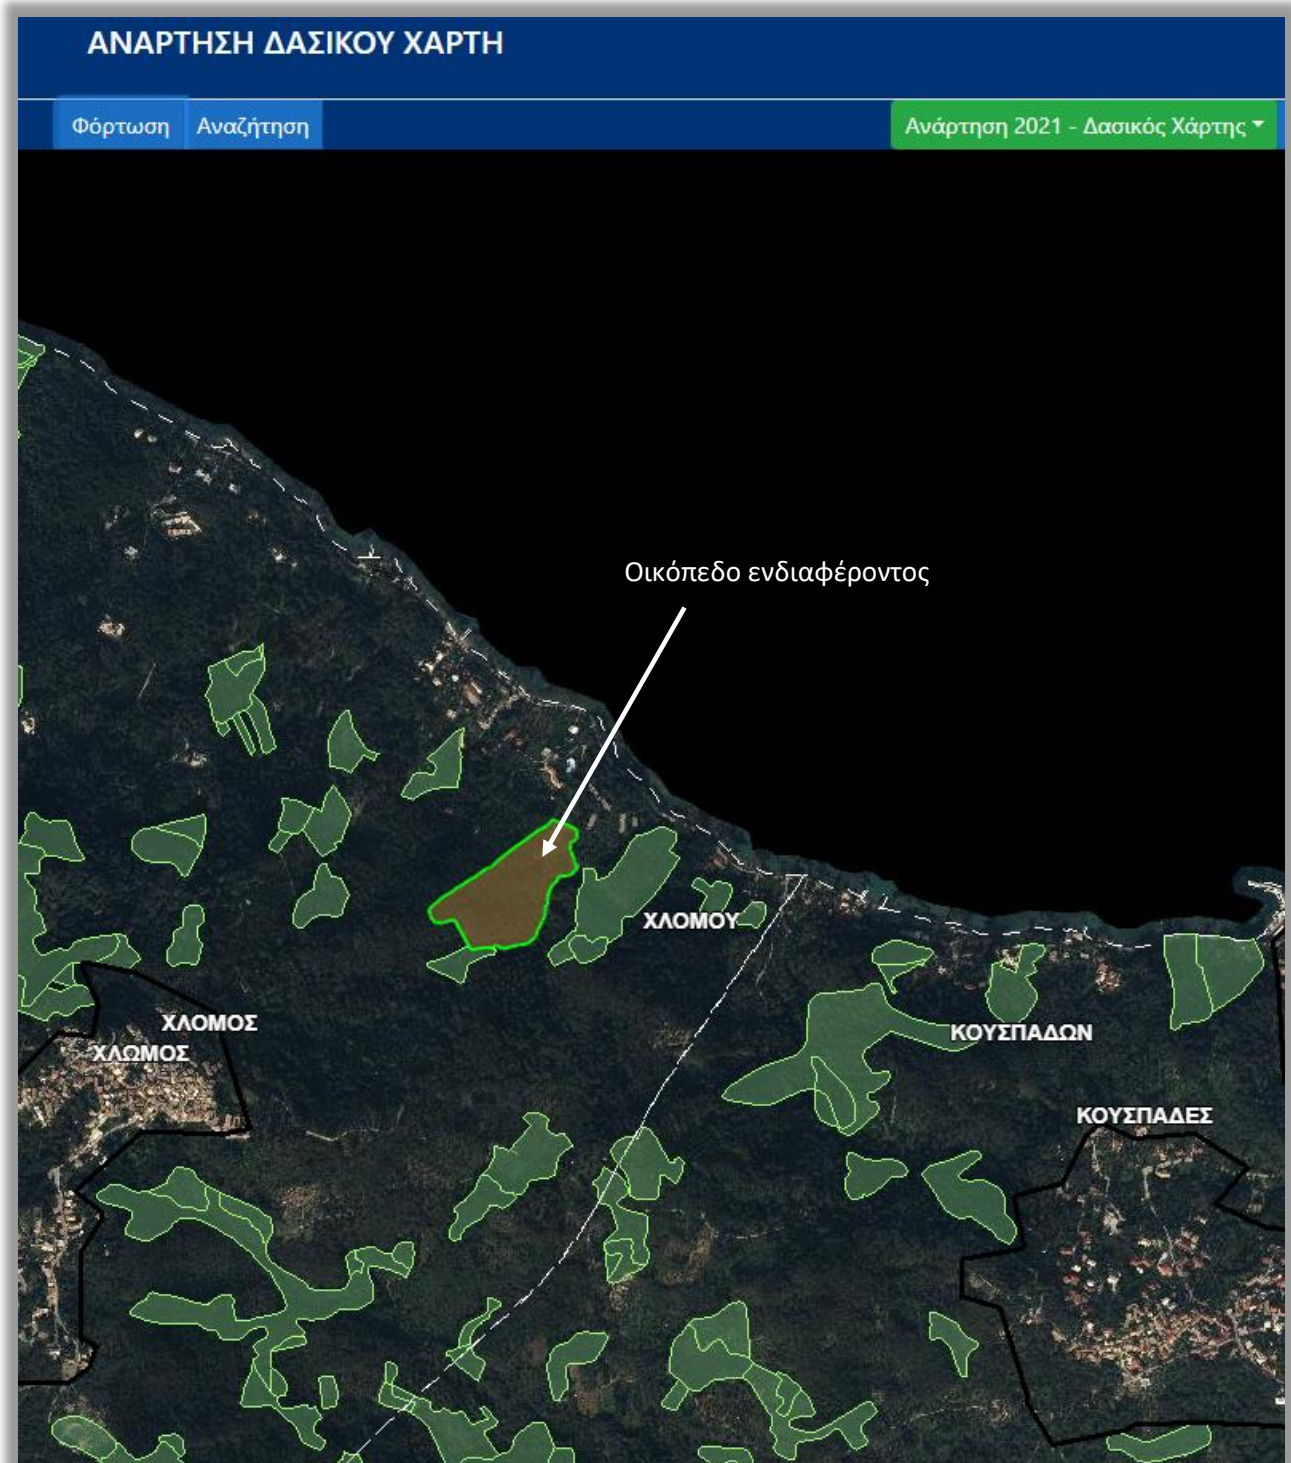 ΑΝΑΡΤΗΣΗ ΔΑΣΙΚΟΥ ΧΑΡΤΗ
Φόρτωση Αναζήτηση Ανάρτηση 2021 - Δασικός Χάρτης
Οικόπεδο ενδιαφέροντος
ΧΛΟΜΟΥ
ΧΛΟΜΟΣ
ΚΟΥΣΠΑΔΩΝ
ΧΛΩΜΟΣ
ΚΟΥΣΠΑΔΕΣ